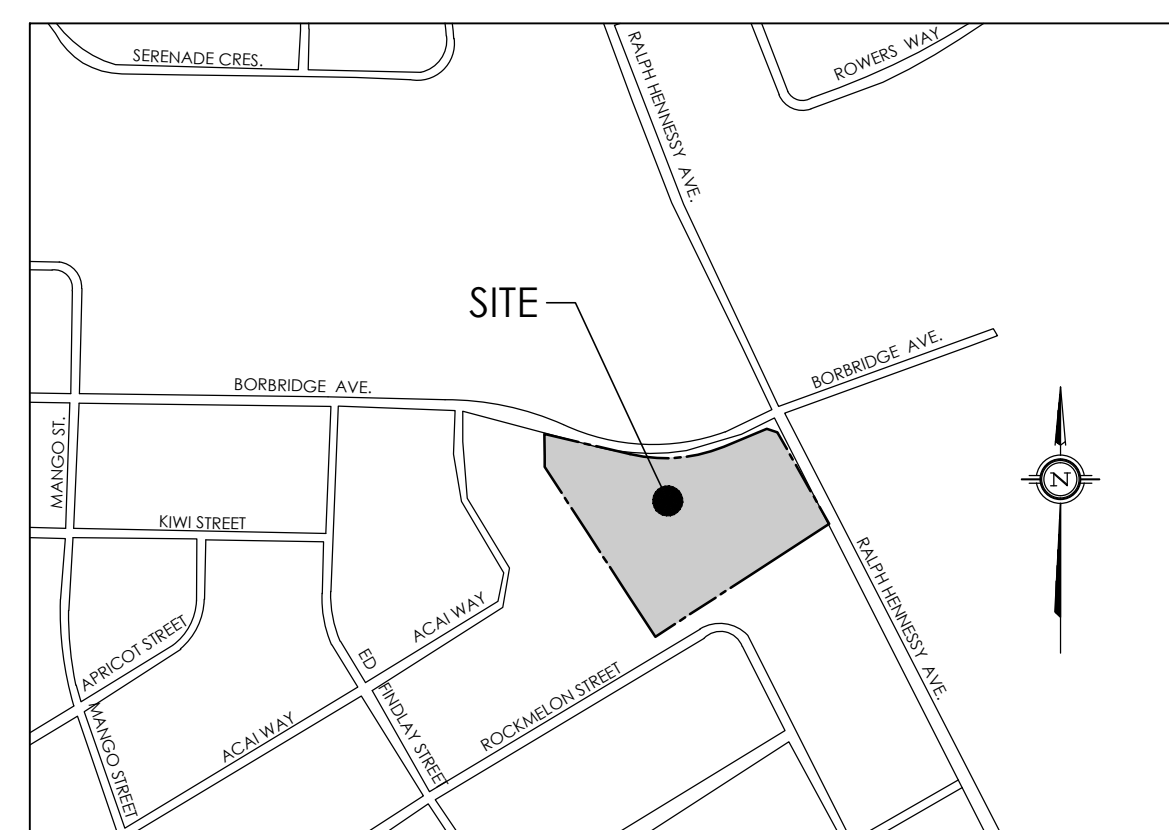 SERENADE CRES.
RALPH HENNESSY AVE.
ROWERS WAY
SITE
BORBRIDGE AVE.
BORBRIDGE AVE.
MANGO ST.
N
KIWI STREET
RALPH HENNESSY AVE.
ACAI WAY
APRICOT STREET
ED FINDLAY STREET
ROCKMELON STREET
MANGO STREET
ACAI WAY